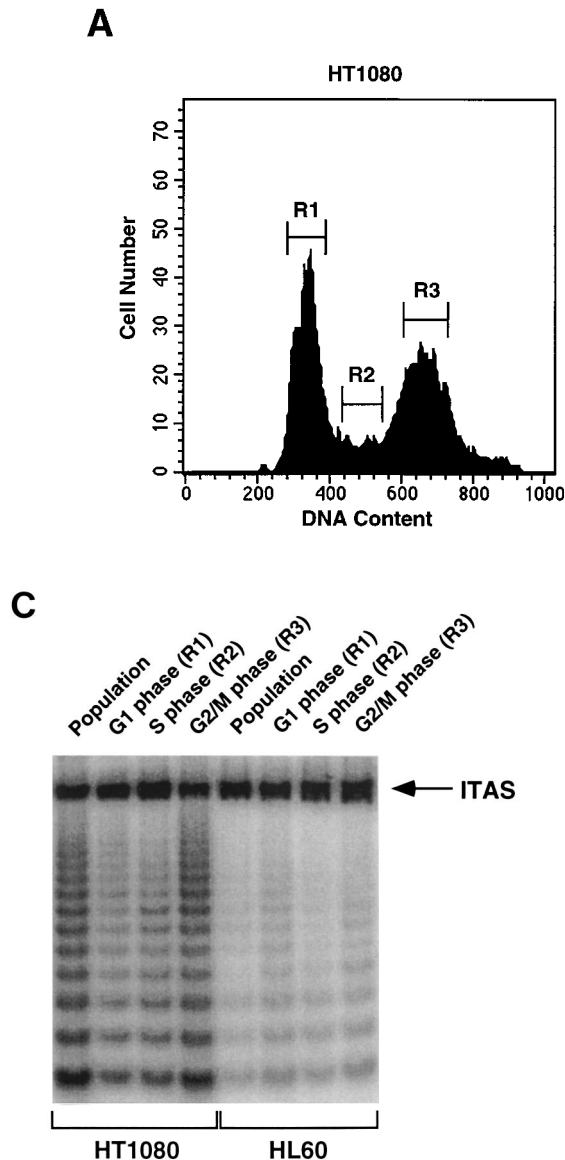 A
HT1080
Cell Number
70
60
50
40
30
20
10
0
R1
R2
R3
0 200 400 600 800 1000
DNA Content
C
Population
G1 phase (R1)
S phase (R2)
G2/M phase (R3)
Population
G1 phase (R1)
S phase (R2)
G2/M phase (R3)
ITAS
HT1080
HL60